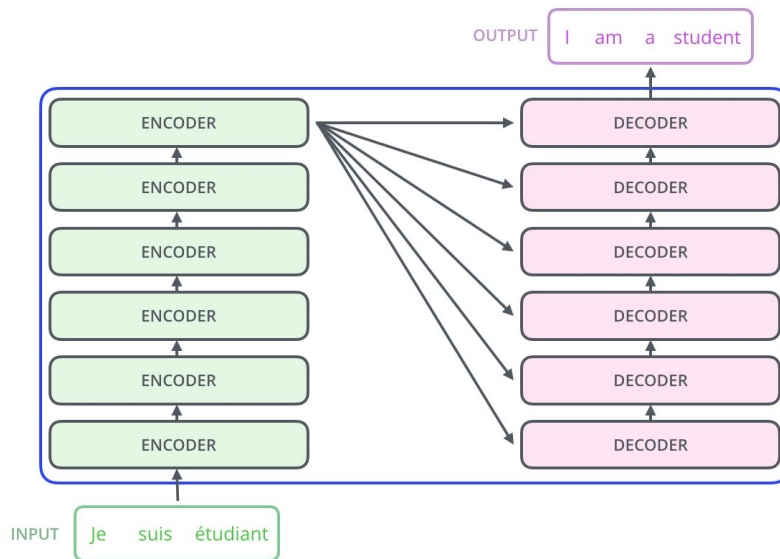 OUTPUT
I am a student
ENCODER
DECODER
ENCODER
DECODER
ENCODER
DECODER
ENCODER
DECODER
ENCODER
DECODER
ENCODER
DECODER
INPUT
Je suis étudiant